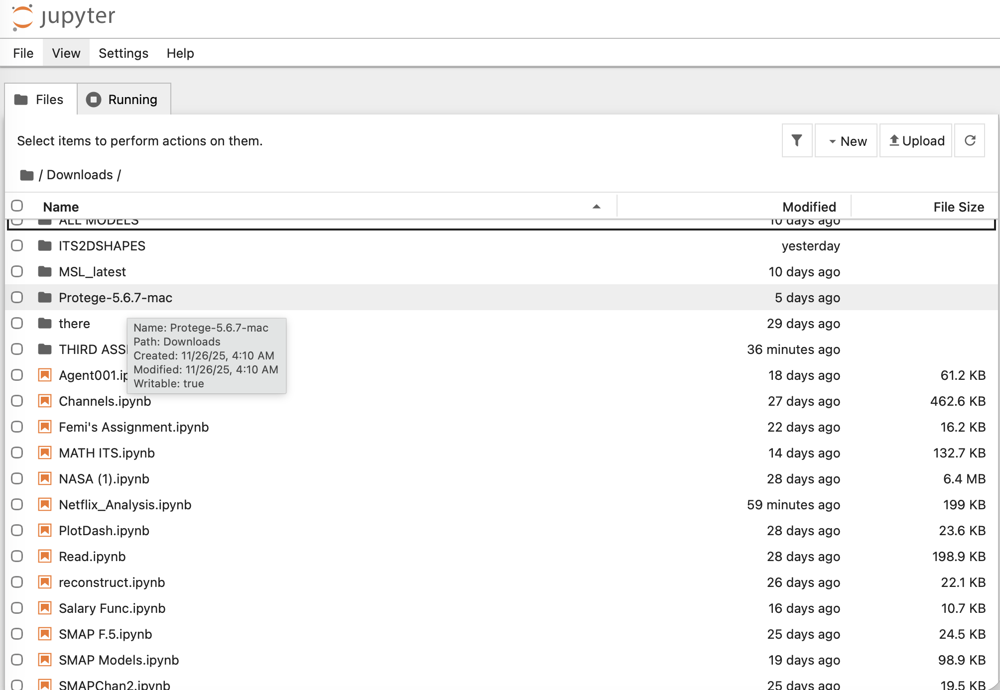 jupyter
File View Settings Help
Files Running
Select items to perform actions on them.
New Upload
/ Downloads /
Name Modified File Size
ALL MODELS 10 days ago
ITS2DSHAPES yesterday
MSL_latest 10 days ago
Protege-5.6.7-mac 5 days ago
there 29 days ago
THIRD 36 minutes ago
Name: Protege-5.6.7-mac
Path: Downloads
Created: 11/26/25, 4:10 AM
Modified: 11/26/25, 4:10 AM
Writable: true
18 days ago 61.2 KB
Channels.ipynb 27 days ago 462.6 KB
Femi's Assignment.ipynb 22 days ago 16.2 KB
MATH ITS.ipynb 14 days ago 132.7 KB
NASA (1).ipynb 28 days ago 6.4 MB
Netflix_Analysis.ipynb 59 minutes ago 199 KB
PlotDash.ipynb 28 days ago 23.6 KB
Read.ipynb 28 days ago 198.9 KB
reconstruct.ipynb 26 days ago 22.1 KB
Salary Func.ipynb 16 days ago 10.7 KB
SMAP F.5.ipynb 25 days ago 24.5 KB
SMAP Models.ipynb 19 days ago 98.9 KB
SMAPChan2.ipynb 25 days ago 19.5 KB